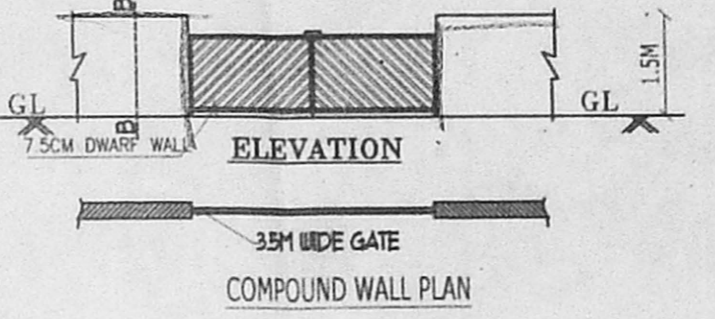 B
1.5M
GL
GL
B
7.5CM DWARF WALL
ELEVATION
3.5M WIDE GATE
COMPOUND WALL PLAN